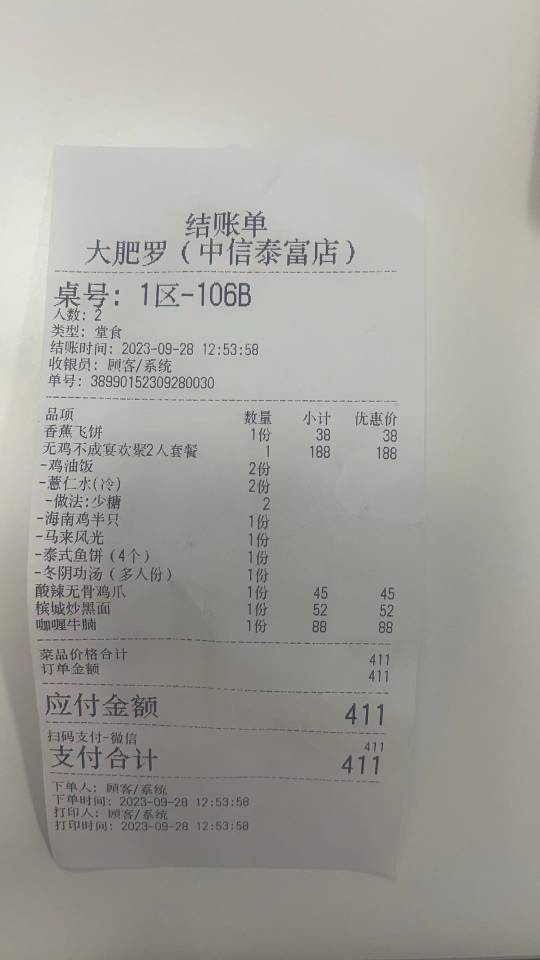 结账单
大肥罗（中信泰富店）
桌号: 1区-106B
人数: 2
类型: 堂食
结账时间: 2023-09-28 12:53:58
收银员: 顾客/系统
单号: 38990152309280030
品项 数量 小计 优惠价
香蕉飞饼 1份 38 38
无鸡不成宴欢聚2人套餐 1 188 188
-鸡油饭 2份
-薏仁水(冷) 2份
-做法:少糖 2
-海南鸡半只 1份
-马来风光 1份
-泰式鱼饼（4个） 1份
-冬阴功汤（多人份） 1份
酸辣无骨鸡爪 1份 45 45
槟城炒黑面 1份 52 52
咖喱牛腩 1份 88 88
菜品价格合计 411
订单金额 411
应付金额 411
扫码支付-微信 411
支付合计 411
下单人: 顾客/系统
下单时间: 2023-09-28 12:53:58
打印人: 顾客/系统
打印时间: 2023-09-28 12:53:58